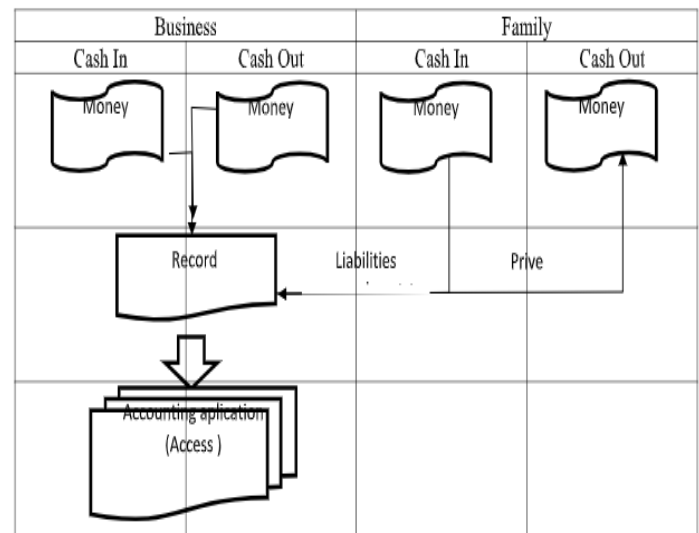 Business Family
Cash In Cash Out Cash In Cash Out
Money Money Money Money
Record Liabilities Prive
Accounting aplication
(Access )